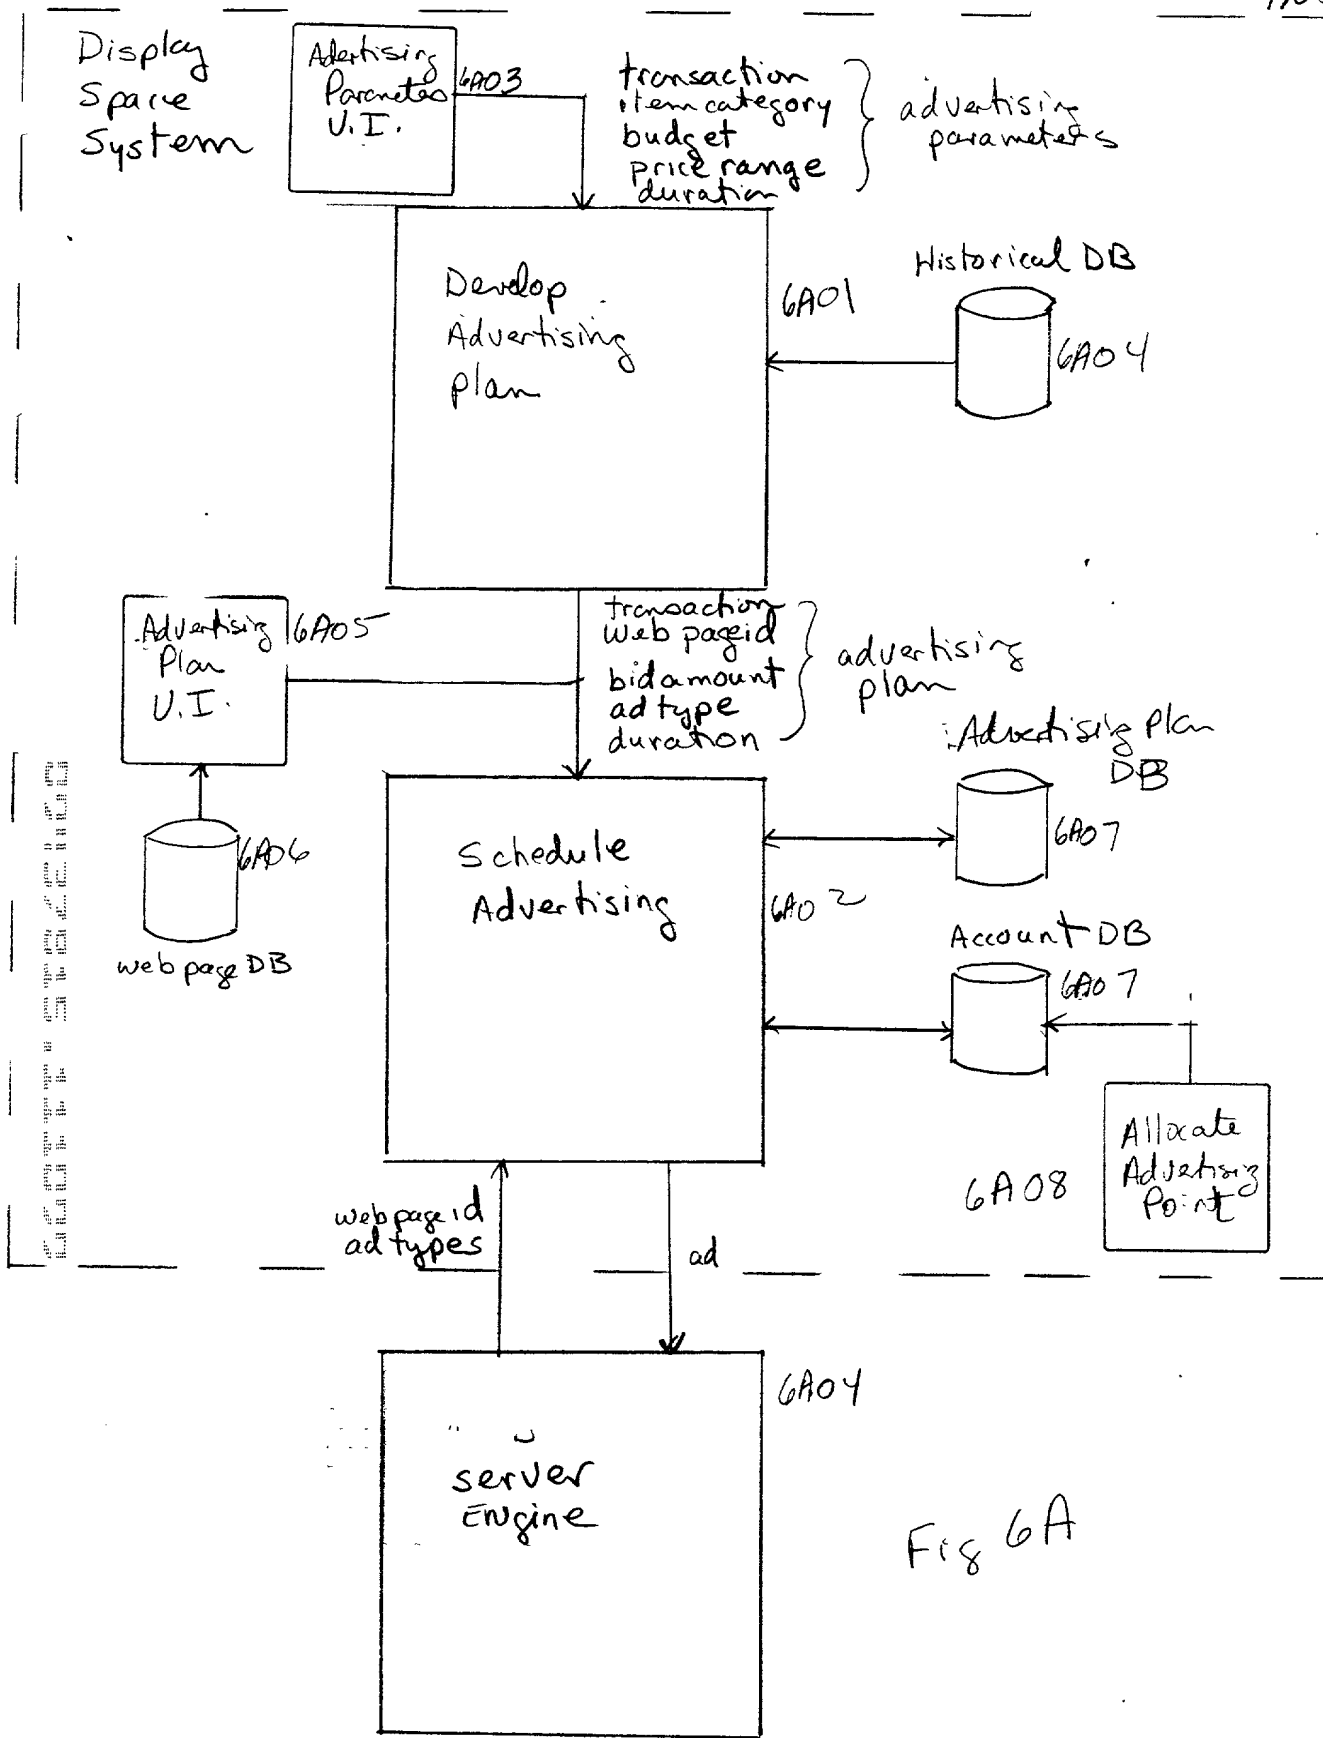 Display
Space
System
Adertising
Parametes
U.I.
6A03
transaction
item category
budget
price range
duration
advertising
parameters
Develop
Advertising
plan
6A01
Historical DB
6A04
Advertising
Plan
U.I.
6A05
transaction
web pageid
bidamount
ad type
duration
advertising
plan
Advertising Plan
DB
6A07
6A06
web page DB
Schedule
Advertising
6A02
Account DB
6A07
Allocate
Advertising
Point
6A08
web page id
ad types
ad
6A04
server
Engine
Fig 6A